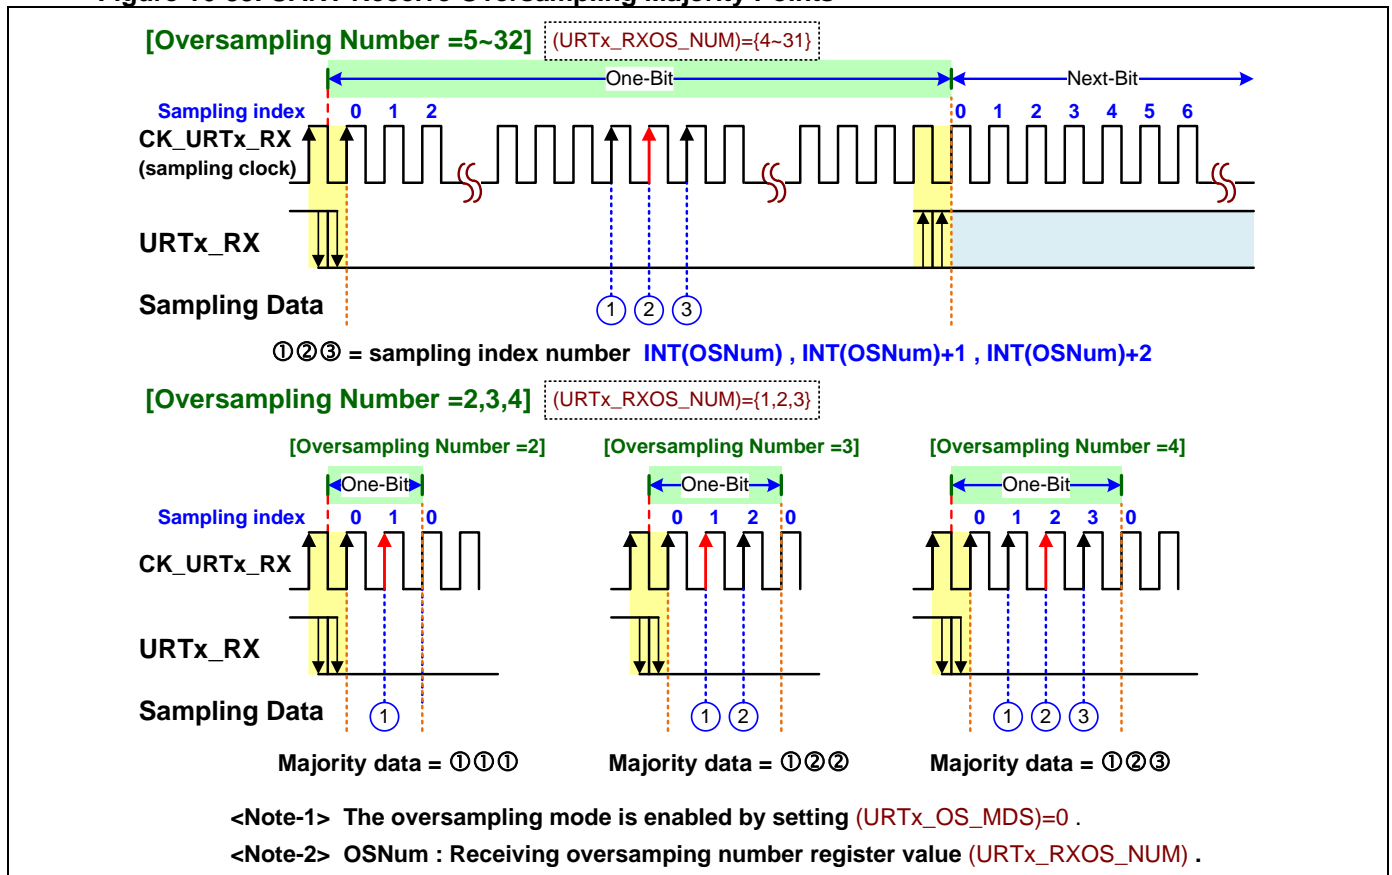 [Oversampling Number =5~32] (URTx_RXOS_NUM)={4~31}
One-Bit Next-Bit
Sampling index 0 1 2 0 1 2 3 4 5 6
CK_URTx_RX
(sampling clock)
URTx_RX
Sampling Data 1 2 3
①②③ = sampling index number INT(OSNum) , INT(OSNum)+1 , INT(OSNum)+2
[Oversampling Number =2,3,4] (URTx_RXOS_NUM)={1,2,3}
[Oversampling Number =2] [Oversampling Number =3] [Oversampling Number =4]
One-Bit One-Bit One-Bit
Sampling index 0 1 0 0 1 2 0 0 1 2 3 0
CK_URTx_RX
URTx_RX
Sampling Data 1 1 2 1 2 3
Majority data = ①①① Majority data = ①②② Majority data = ①②③
<Note-1> The oversampling mode is enabled by setting (URTx_OS_MDS)=0 .
<Note-2> OSNum : Receiving oversamping number register value (URTx_RXOS_NUM) .